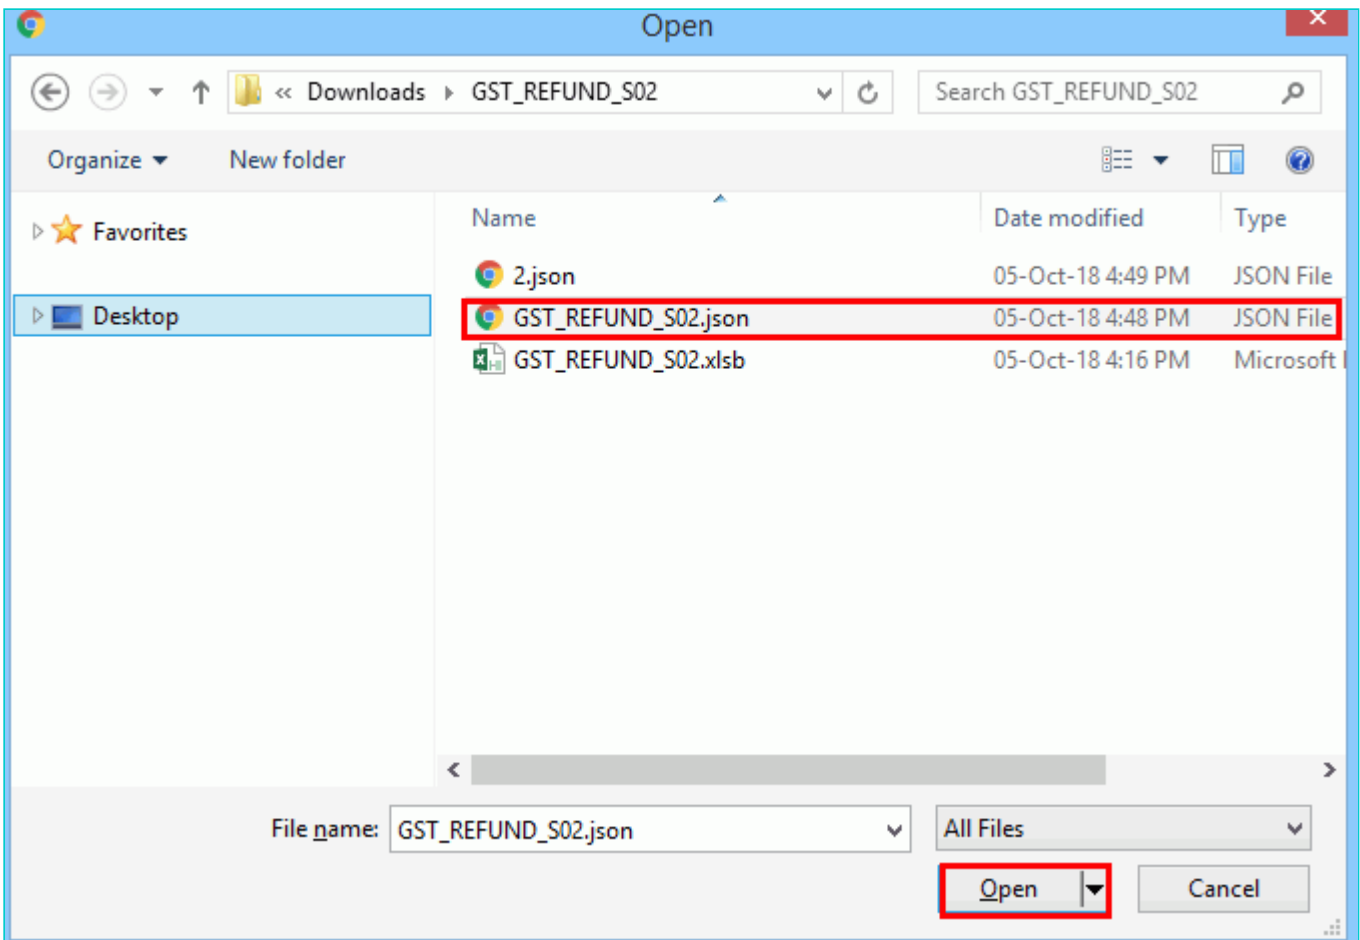 Open
« Downloads GST_REFUND_S02 Search GST_REFUND_S02
Organize New folder
Name Date modified Type
Favorites
2.json 05-Oct-18 4:49 PM JSON File
Desktop
GST_REFUND_S02.json 05-Oct-18 4:48 PM JSON File
GST_REFUND_S02.xlsb 05-Oct-18 4:16 PM Microsoft
File name: GST_REFUND_S02.json All Files
Open Cancel